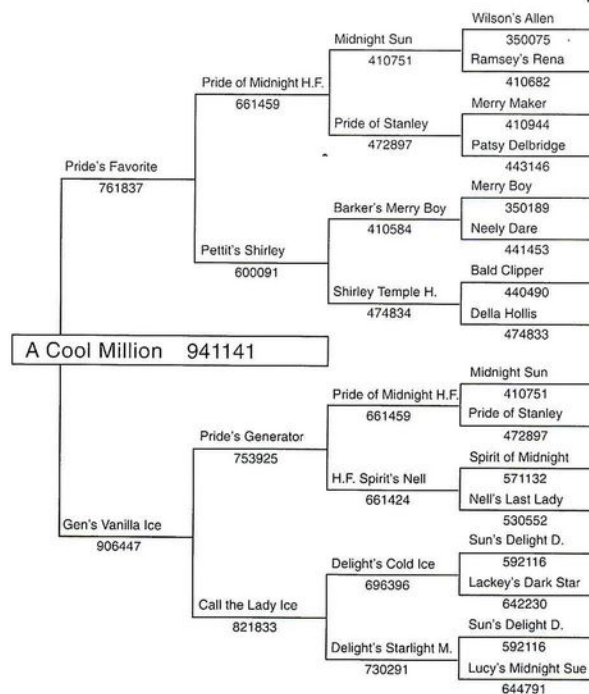 Wilson's Allen
Midnight Sun
350075
410751
Ramsey's Rena
Pride of Midnight H.F.
410682
661459
Merry Maker
Pride of Stanley
410944
472897
Patsy Delbridge
443146
Pride's Favorite
761837
Merry Boy
Barker's Merry Boy
350189
410584
Neely Dare
Pettit's Shirley
441453
600091
Bald Clipper
Shirley Temple H.
440490
474834
Della Hollis
474833
A Cool Million 941141
Midnight Sun
Pride of Midnight H.F.
410751
661459
Pride of Stanley
Pride's Generator
472897
753925
Spirit of Midnight
H.F. Spirit's Nell
571132
661424
Nell's Last Lady
530552
Gen's Vanilla Ice
906447
Sun's Delight D.
Delight's Cold Ice
592116
696396
Lackey's Dark Star
Call the Lady Ice
642230
821833
Sun's Delight D.
Delight's Starlight M.
592116
730291
Lucy's Midnight Sue
644791